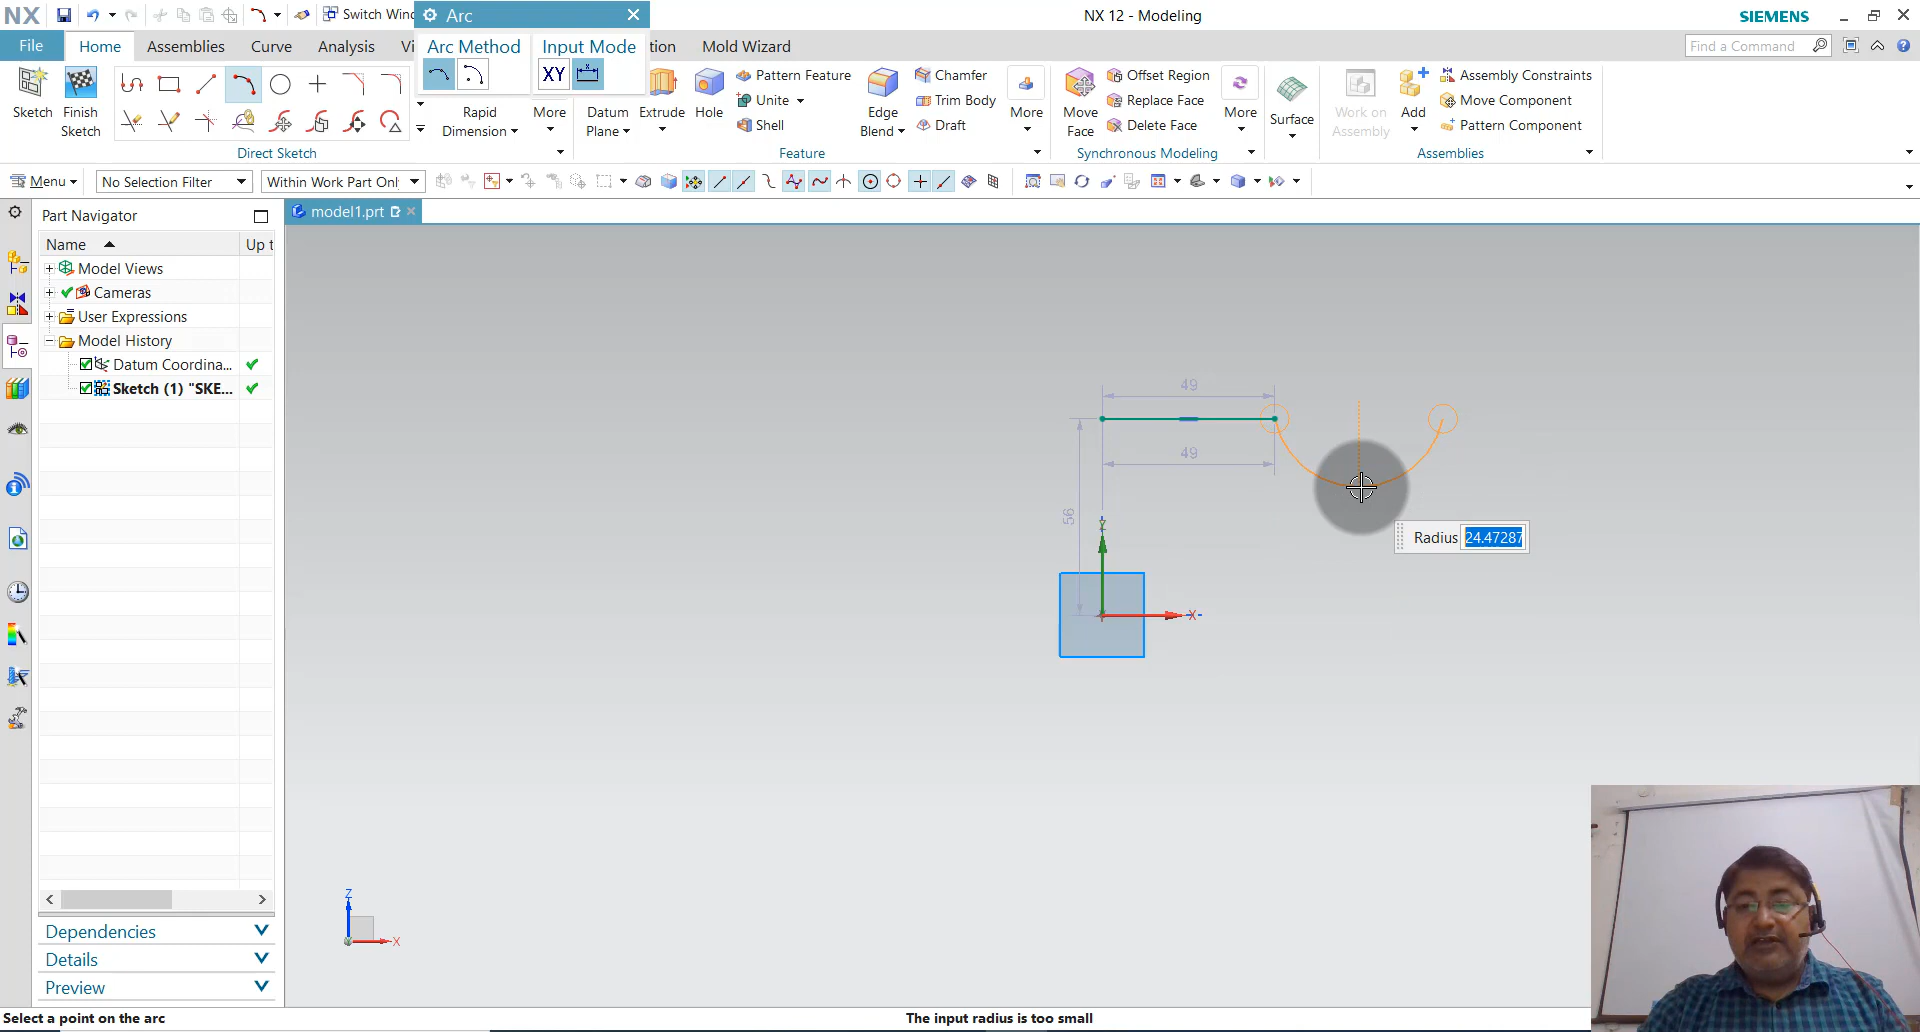 NX
Switch Win
Arc
NX 12 - Modeling
SIEMENS
File
Home
Assemblies
Curve
Analysis
Vi
Arc Method
Input Mode
tion
Mold Wizard
Find a Command
XY
Sketch
Finish Sketch
Direct Sketch
Rapid Dimension
More
Datum Plane
Extrude
Hole
Pattern Feature
Unite
Shell
Edge Blend
Chamfer
Trim Body
Draft
More
Feature
Move Face
Offset Region
Replace Face
Delete Face
More
Synchronous Modeling
Surface
Work on Assembly
Add
Assembly Constraints
Move Component
Pattern Component
Assemblies
Menu
No Selection Filter
Within Work Part Onl
Part Navigator
model1.prt
Name
Up t
Model Views
Cameras
User Expressions
Model History
Datum Coordina...
Sketch (1) "SKE...
49
49
56
Y
X
Radius 24.47287
Z
X
Dependencies
Details
Preview
Select a point on the arc
The input radius is too small